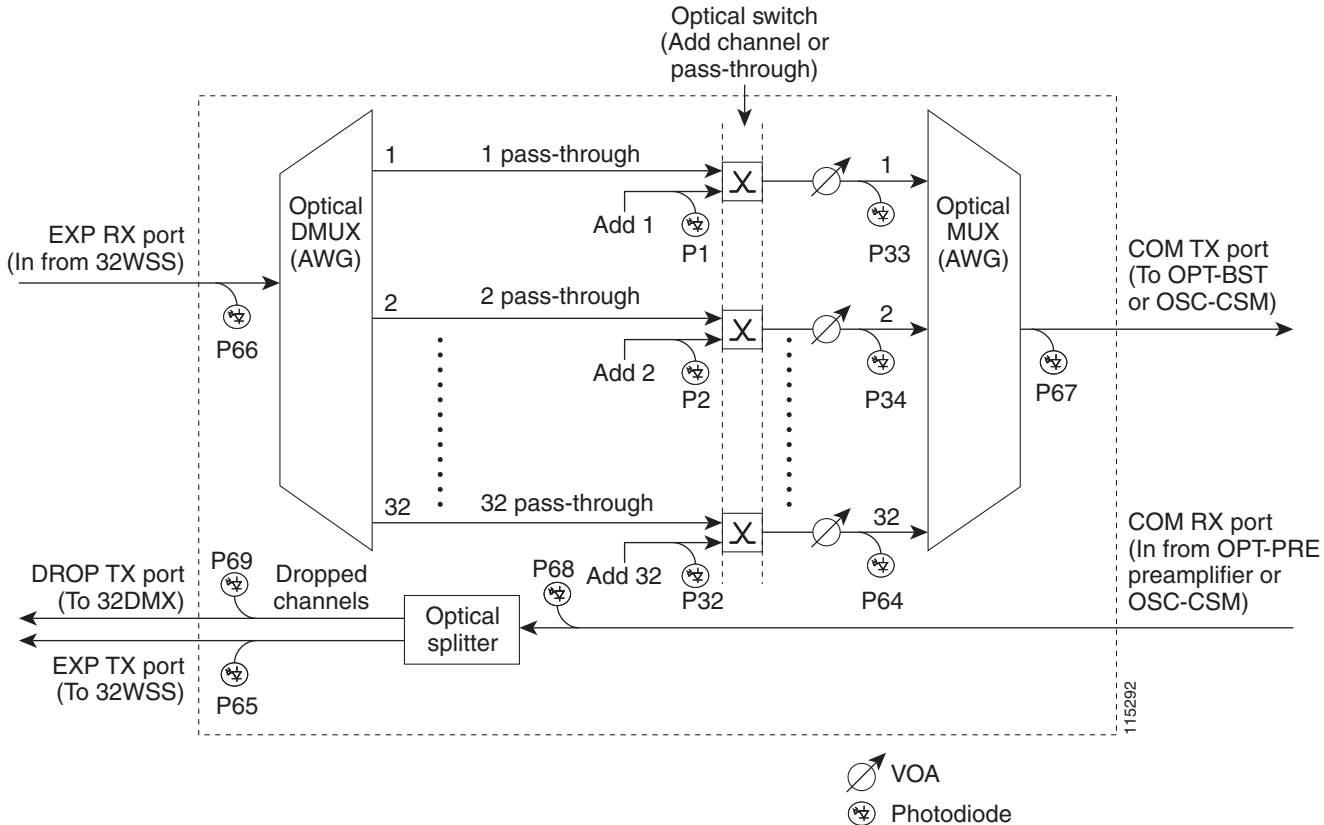 Optical switch
(Add channel or
pass-through)
1
1 pass-through
Optical
DMUX
(AWG)
Add 1
P1
1
P33
Optical
MUX
(AWG)
EXP RX port
(In from 32WSS)
P66
COM TX port
(To OPT-BST
or OSC-CSM)
P67
2
2 pass-through
Add 2
P2
2
P34
32
32 pass-through
Add 32
P32
32
P64
COM RX port
(In from OPT-PRE
preamplifier or
OSC-CSM)
P68
P69
Dropped
channels
DROP TX port
(To 32DMX)
Optical
splitter
EXP TX port
(To 32WSS)
P65
115292
VOA
Photodiode